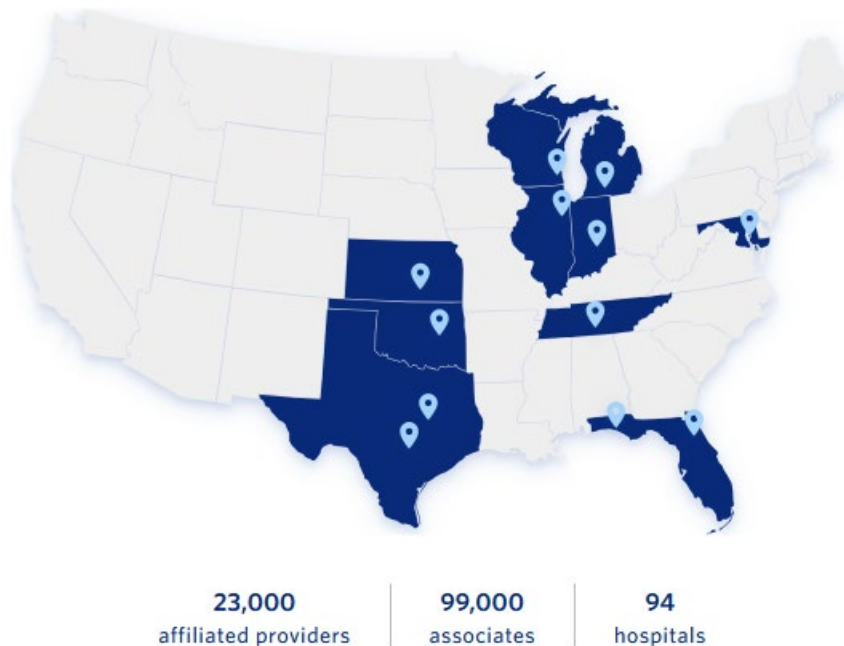 23,000
affiliated providers
99,000
associates
94
hospitals